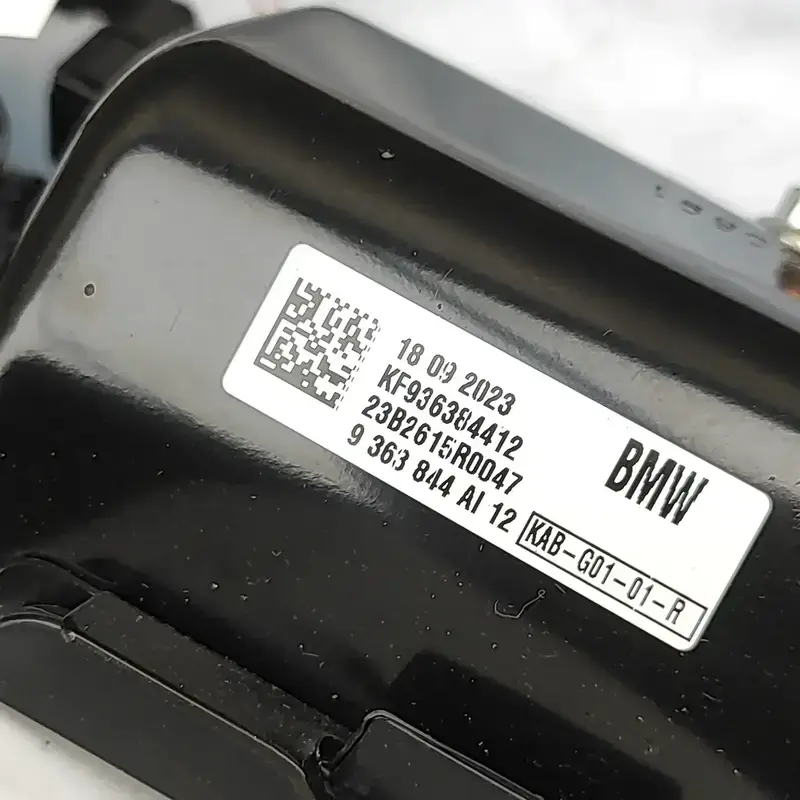 18 09 2023
KF936384412
23B2615R0047
9 363 844 AI 12
BMW
KAB-G01-01-R